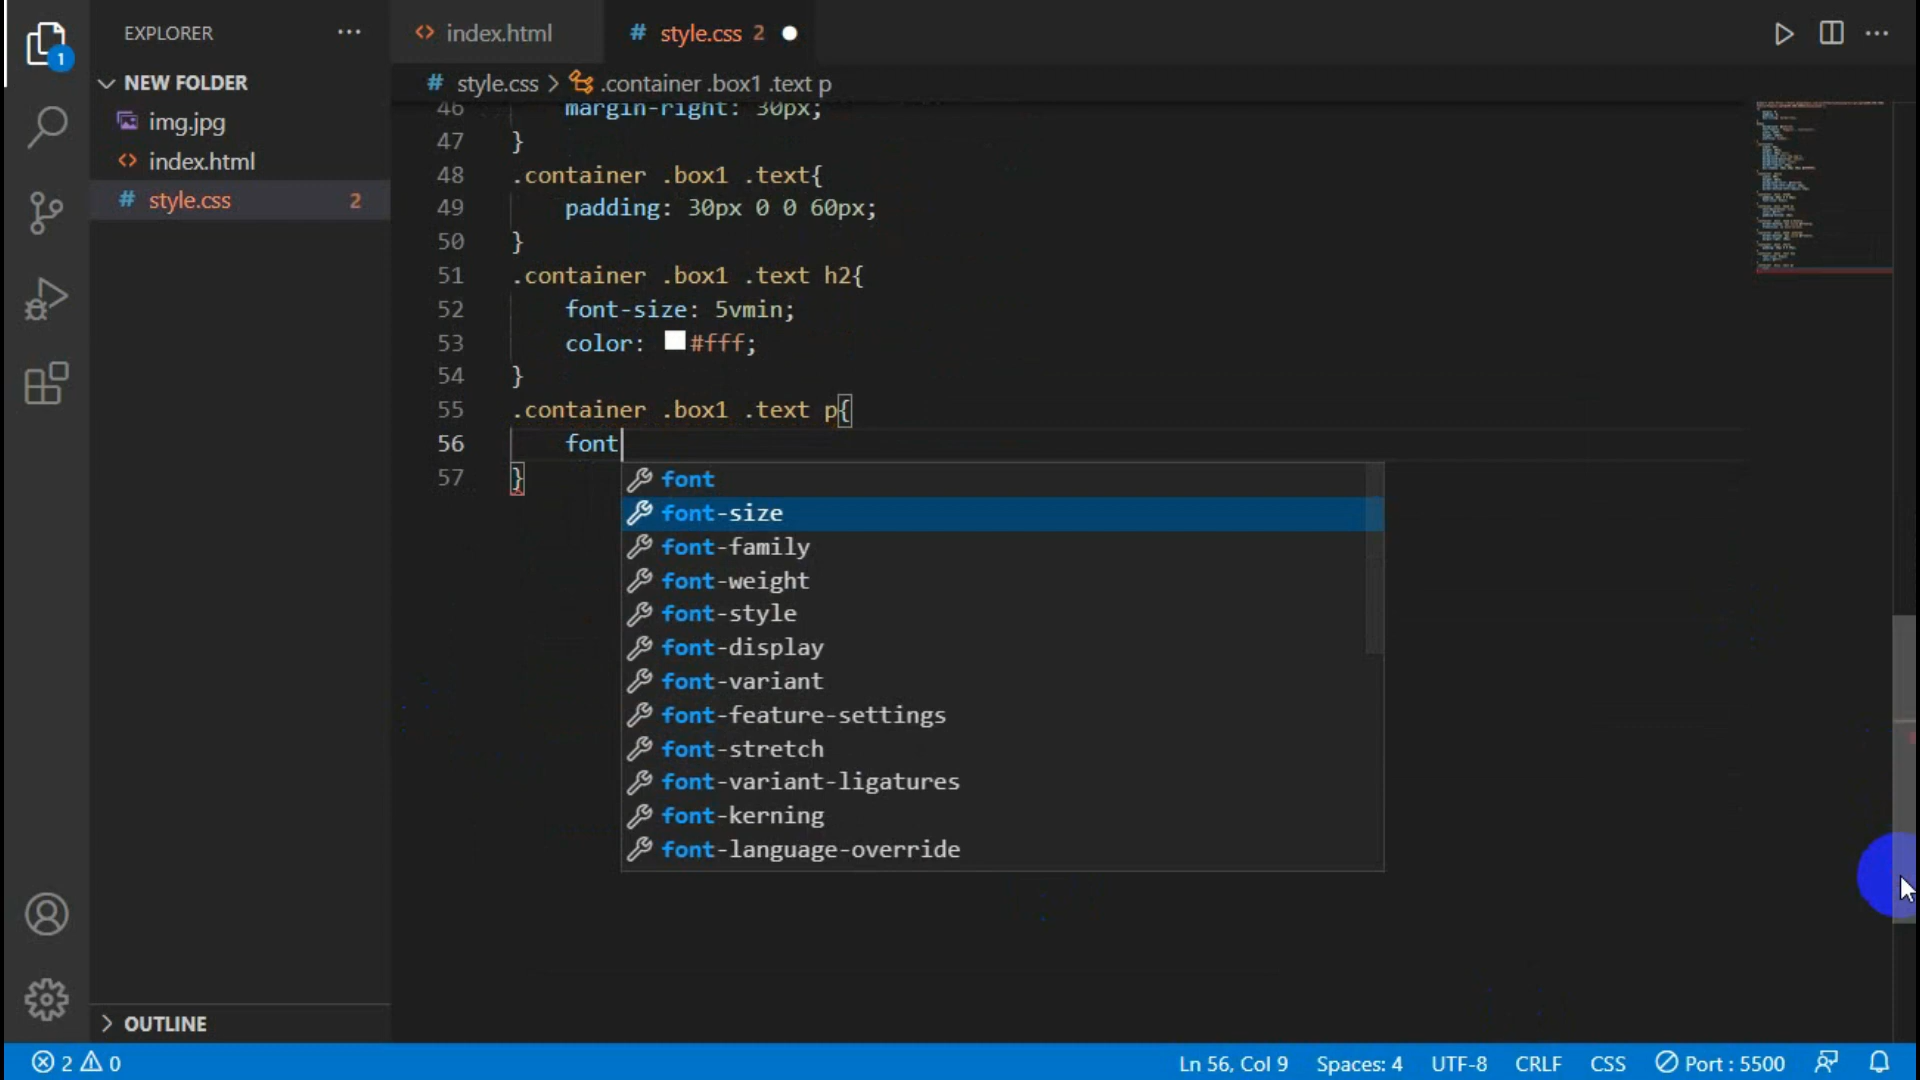 EXPLORER
index.html
style.css 2
1
NEW FOLDER
style.css > .container .box1 .text p
img.jpg
index.html
style.css 2
46 margin-right: 30px;
47 }
48 .container .box1 .text{
49 padding: 30px 0 0 60px;
50 }
51 .container .box1 .text h2{
52 font-size: 5vmin;
53 color: #fff;
54 }
55 .container .box1 .text p{
56 font
57 }
font
font-size
font-family
font-weight
font-style
font-display
font-variant
font-feature-settings
font-stretch
font-variant-ligatures
font-kerning
font-language-override
OUTLINE
2 0
Ln 56, Col 9 Spaces: 4 UTF-8 CRLF CSS Port : 5500